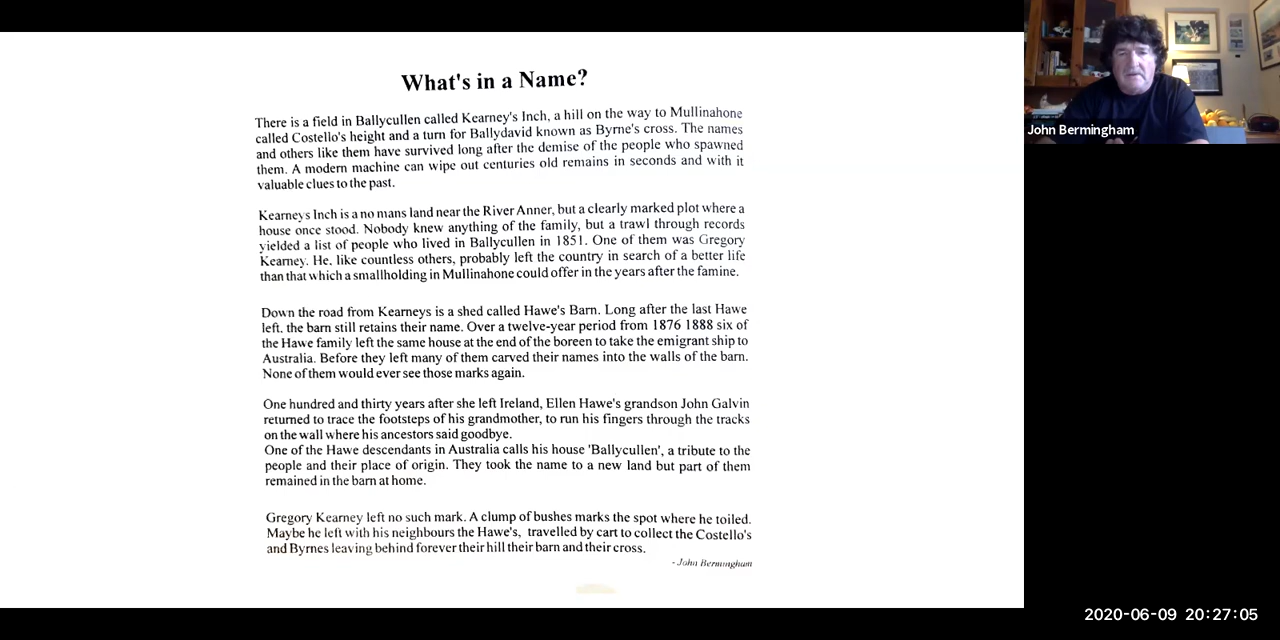 What's in a Name?
There is a field in Ballycullen called Kearney's Inch, a hill on the way to Mullinahone
called Costello's height and a turn for Ballydavid known as Byrne's cross. The names
and others like them have survived long after the demise of the people who spawned
them. A modern machine can wipe out centuries old remains in seconds and with it
valuable clues to the past.
Kearneys Inch is a no mans land near the River Anner, but a clearly marked plot where a
house once stood. Nobody knew anything of the family, but a trawl through records
yielded a list of people who lived in Ballycullen in 1851. One of them was Gregory
Kearney. He, like countless others, probably left the country in search of a better life
than that which a smallholding in Mullinahone could offer in the years after the famine.
Down the road from Kearneys is a shed called Hawe's Barn. Long after the last Hawe
left, the barn still retains their name. Over a twelve-year period from 1876 1888 six of
the Hawe family left the same house at the end of the boreen to take the emigrant ship to
Australia. Before they left many of them carved their names into the walls of the barn.
None of them would ever see those marks again.
One hundred and thirty years after she left Ireland, Ellen Hawe's grandson John Galvin
returned to trace the footsteps of his grandmother, to run his fingers through the tracks
on the wall where his ancestors said goodbye.
One of the Hawe descendants in Australia calls his house 'Ballycullen', a tribute to the
people and their place of origin. They took the name to a new land but part of them
remained in the barn at home.
Gregory Kearney left no such mark. A clump of bushes marks the spot where he toiled.
Maybe he left with his neighbours the Hawe's, travelled by cart to collect the Costello's
and Byrnes leaving behind forever their hill their barn and their cross.
- John Bermingham
John Bermingham
2020-06-09 20:27:05